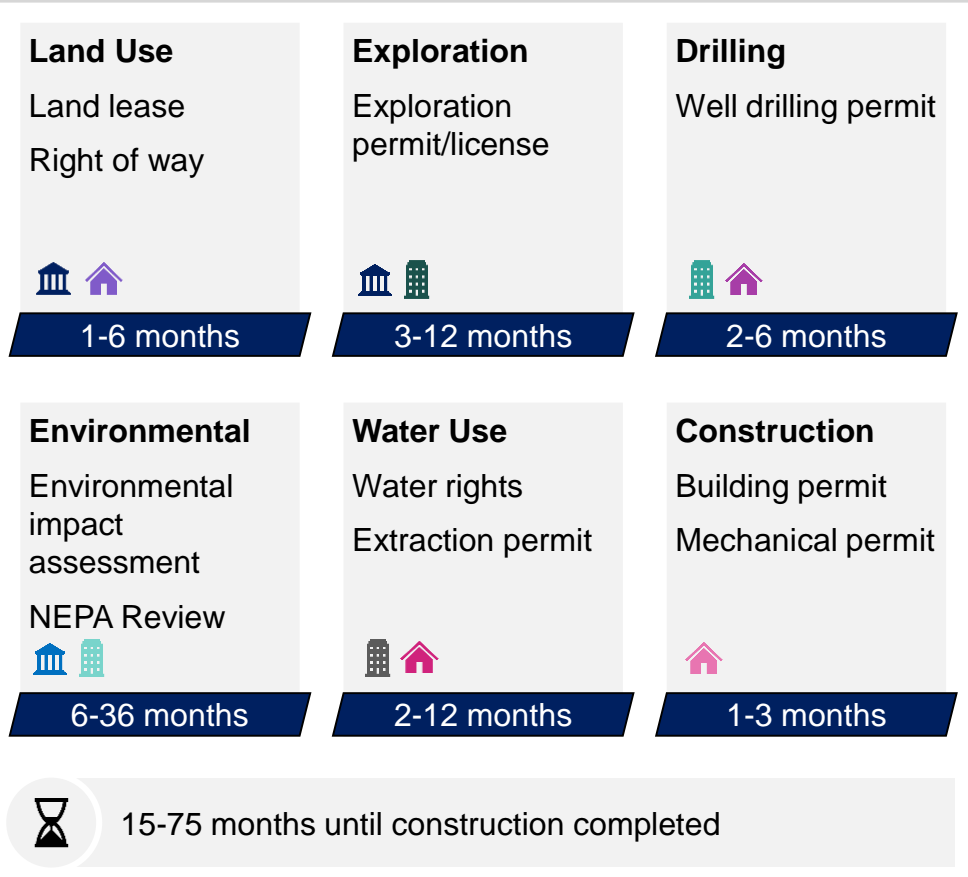 Land Use
Land lease
Right of way
1-6 months
Exploration
Exploration
permit/license
3-12 months
Drilling
Well drilling permit
2-6 months
Environmental
Environmental
impact
assessment
NEPA Review
6-36 months
Water Use
Water rights
Extraction permit
2-12 months
Construction
Building permit
Mechanical permit
1-3 months
15-75 months until construction completed